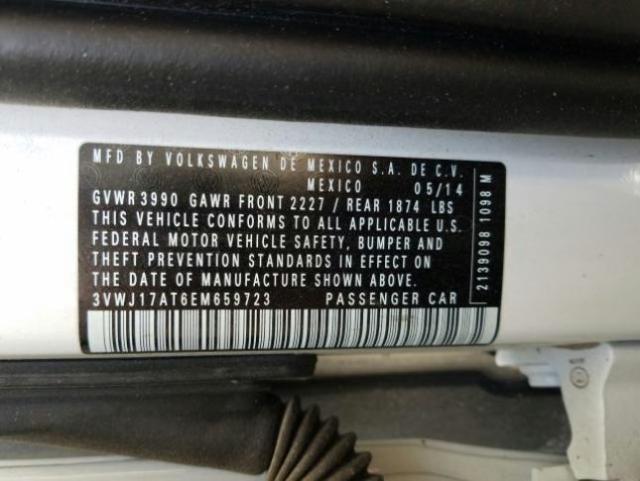 MFD BY VOLKSWAGEN DE MEXICO S.A. DE C.V.
MEXICO 05/14
GVWR 3990 GAWR FRONT 2227 / REAR 1874 LBS
THIS VEHICLE CONFORMS TO ALL APPLICABLE U.S.
FEDERAL MOTOR VEHICLE SAFETY, BUMPER AND
THEFT PREVENTION STANDARDS IN EFFECT ON
THE DATE OF MANUFACTURE SHOWN ABOVE.
3VWJ17AT6EM659723 PASSENGER CAR
2139098 1098 M